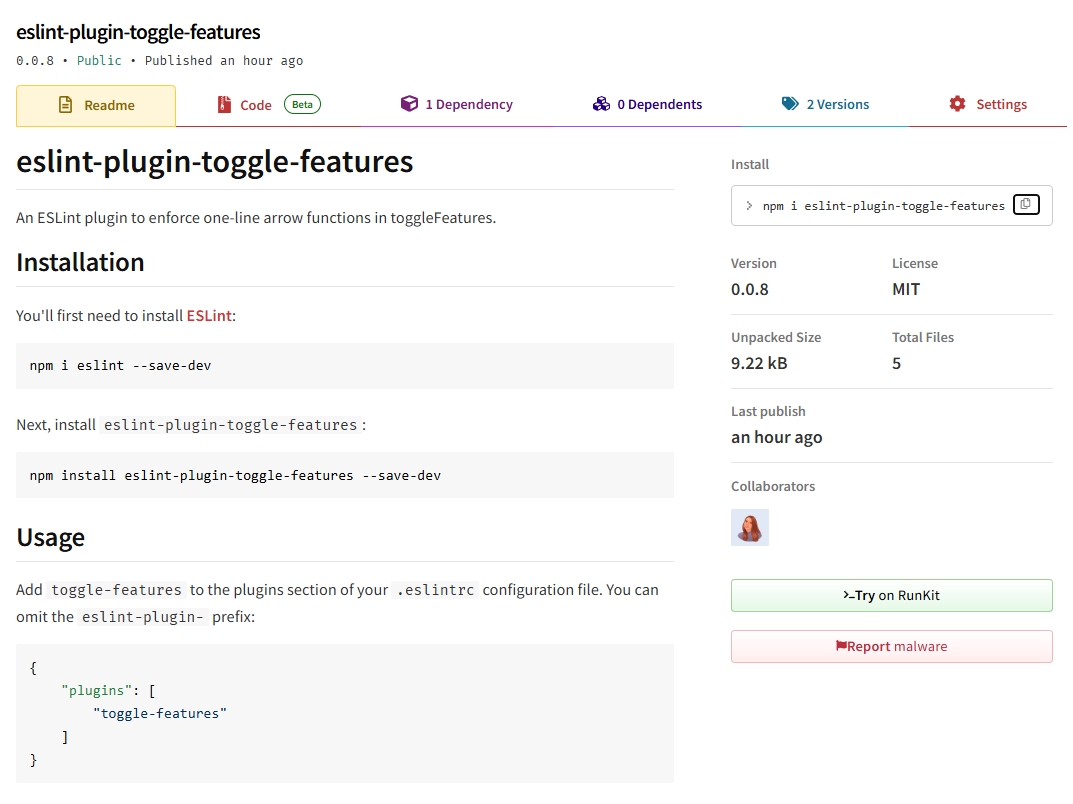 eslint-plugin-toggle-features
0.0.8 • Public • Published an hour ago
Readme
Code Beta
1 Dependency
0 Dependents
2 Versions
Settings
eslint-plugin-toggle-features
An ESLint plugin to enforce one-line arrow functions in toggleFeatures.
Installation
You'll first need to install ESLint:
npm i eslint --save-dev
Next, install eslint-plugin-toggle-features:
npm install eslint-plugin-toggle-features --save-dev
Usage
Add toggle-features to the plugins section of your .eslintrc configuration file. You can
omit the eslint-plugin- prefix:
{
    "plugins": [
        "toggle-features"
    ]
}
Install
> npm i eslint-plugin-toggle-features
Version
0.0.8
License
MIT
Unpacked Size
9.22 kB
Total Files
5
Last publish
an hour ago
Collaborators
>_Try on RunKit
Report malware